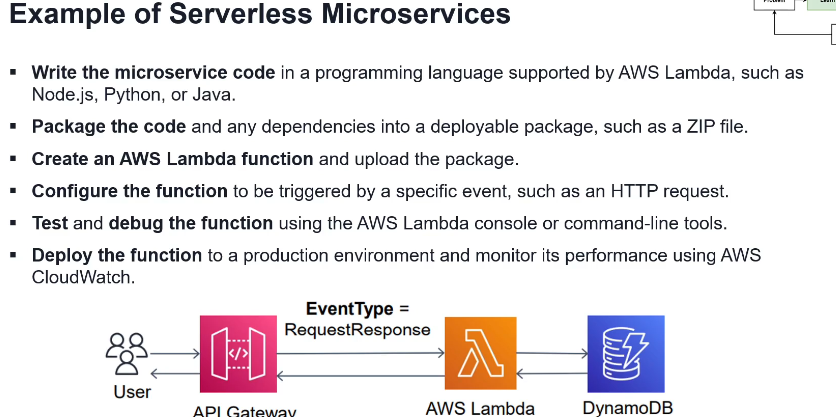 Example of Serverless Microservices
Problem
▪ Write the microservice code in a programming language supported by AWS Lambda, such as
Node.js, Python, or Java.
▪ Package the code and any dependencies into a deployable package, such as a ZIP file.
▪ Create an AWS Lambda function and upload the package.
▪ Configure the function to be triggered by a specific event, such as an HTTP request.
▪ Test and debug the function using the AWS Lambda console or command-line tools.
▪ Deploy the function to a production environment and monitor its performance using AWS
CloudWatch.
EventType =
RequestResponse
</>
User
API Gateway
AWS Lambda
DynamoDB